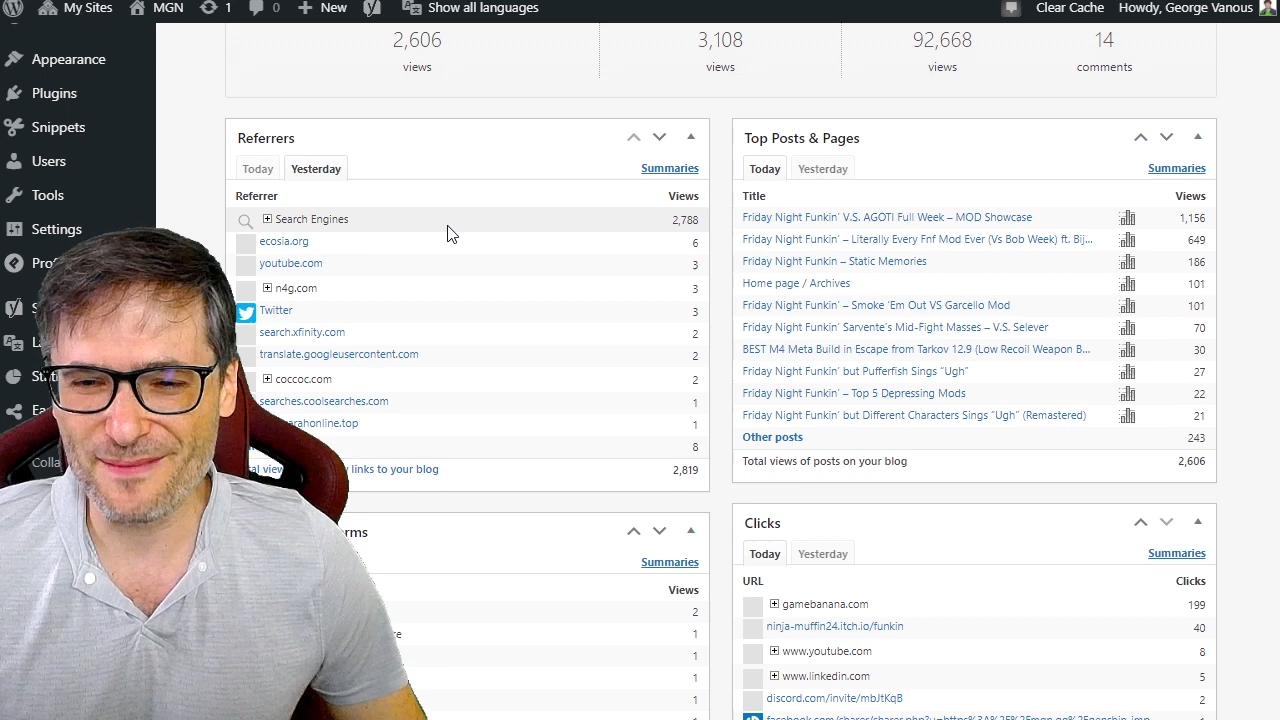 My Sites MGN 1 0 New Show all languages Clear Cache Howdy, George Vanous
Appearance
Plugins
Snippets
Users
Tools
Settings
Colla
2,606 3,108 92,668 14
views views views comments
Referrers
Today Yesterday Summaries
Referrer Views
Search Engines 2,788
ecosia.org 6
youtube.com 3
n4g.com 3
Twitter 3
search.xfinity.com 2
translate.googleusercontent.com 2
coccoc.com 2
searches.coolsearches.com 1
arahonline.top 1
8
links to your blog 2,819
rms
Summaries
Views
2
1
1
1
1
Top Posts & Pages
Today Yesterday Summaries
Title Views
Friday Night Funkin' V.S. AGOTI Full Week – MOD Showcase 1,156
Friday Night Funkin' – Literally Every Fnf Mod Ever (Vs Bob Week) ft. Bij... 649
Friday Night Funkin – Static Memories 186
Home page / Archives 101
Friday Night Funkin' – Smoke 'Em Out VS Garcello Mod 101
Friday Night Funkin' Sarvente's Mid-Fight Masses – V.S. Selever 70
BEST M4 Meta Build in Escape from Tarkov 12.9 (Low Recoil Weapon B... 30
Friday Night Funkin' but Pufferfish Sings "Ugh" 27
Friday Night Funkin' – Top 5 Depressing Mods 22
Friday Night Funkin' but Different Characters Sings "Ugh" (Remastered) 21
Other posts 243
Total views of posts on your blog 2,606
Clicks
Today Yesterday Summaries
URL Clicks
gamebanana.com 199
ninja-muffin24.itch.io/funkin 40
www.youtube.com 8
www.linkedin.com 5
discord.com/invite/mbJtKqB 2